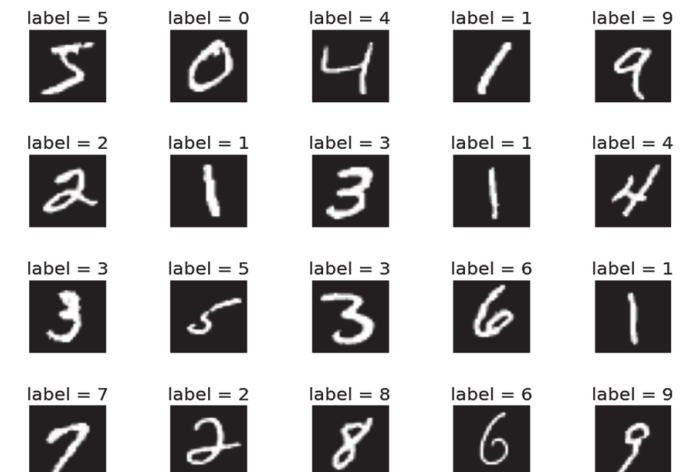 label = 5 label = 0 label = 4 label = 1 label = 9
5 0 4 1 9
label = 2 label = 1 label = 3 label = 1 label = 4
2 1 3 1 4
label = 3 label = 5 label = 3 label = 6 label = 1
3 5 3 6 1
label = 7 label = 2 label = 8 label = 6 label = 9
7 2 8 6 9